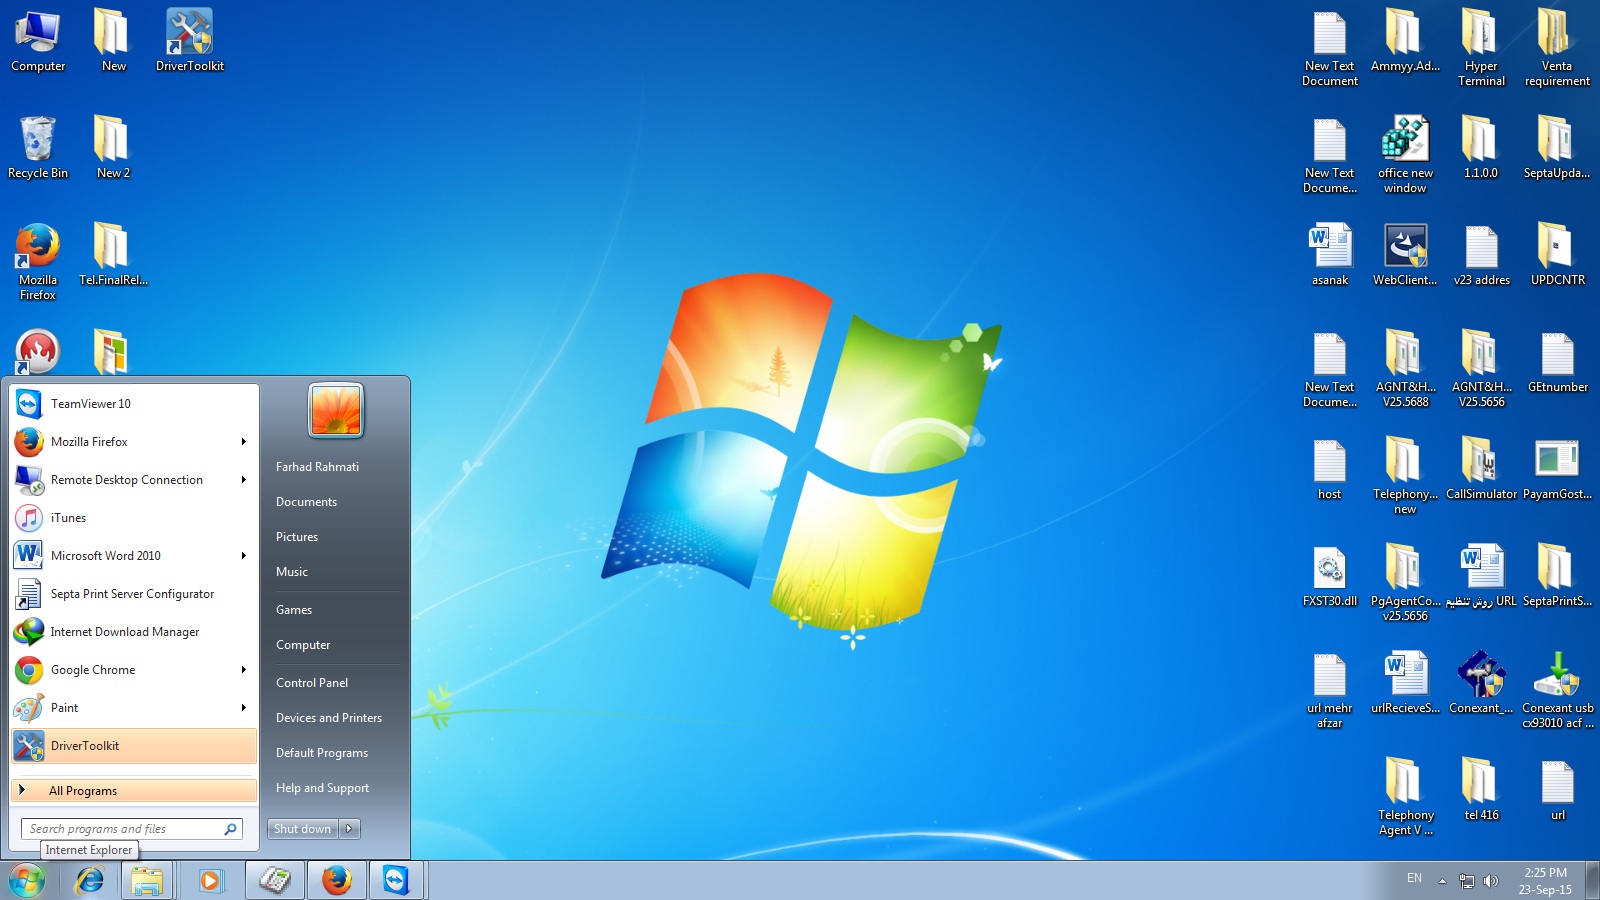 Computer
New
DriverToolkit
Recycle Bin
New 2
Mozilla
Firefox
Tel.FinalRel...
New Text
Document
Ammyy.Ad...
Hyper
Terminal
Venta
requirement
New Text
Docume...
office new
window
1.1.0.0
SeptaUpda...
asanak
WebClient...
v23 addres
UPDCNTR
New Text
Docume...
AGNT&H...
V25.5688
AGNT&H...
V25.5656
GEtnumber
host
Telephony...
new
CallSimulator
PayamGost...
FXST30.dll
PgAgentCo...
v25.5656
روش تنظیم URL
SeptaPrintS...
url mehr
afzar
urlRecieveS...
Conexant_...
Conexant usb
cx93010 acf ...
Telephony
Agent V ...
tel 416
url
TeamViewer 10
Mozilla Firefox
Remote Desktop Connection
iTunes
Microsoft Word 2010
Septa Print Server Configurator
Internet Download Manager
Google Chrome
Paint
DriverToolkit
All Programs
Search programs and files
Internet Explorer
Farhad Rahmati
Documents
Pictures
Music
Games
Computer
Control Panel
Devices and Printers
Default Programs
Help and Support
Shut down
EN
2:25 PM
23-Sep-15